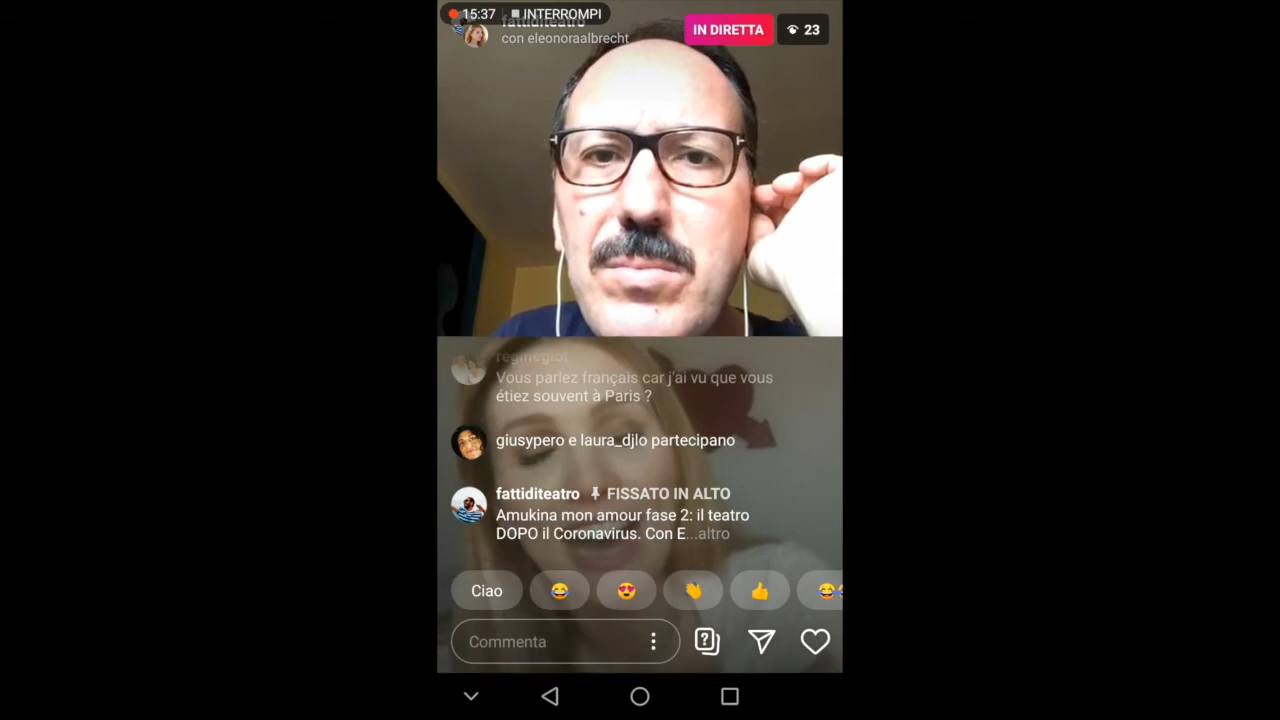 15:37 INTERROMPI
fattiditeatro
con eleonoraalbrecht
IN DIRETTA
23
reginegiot
Vous parlez français car j'ai vu que vous
étiez souvent à Paris ?
giusypero e laura_djlo partecipano
fattiditeatro FISSATO IN ALTO
Amukina mon amour fase 2: il teatro
DOPO il Coronavirus. Con E...altro
Ciao
Commenta